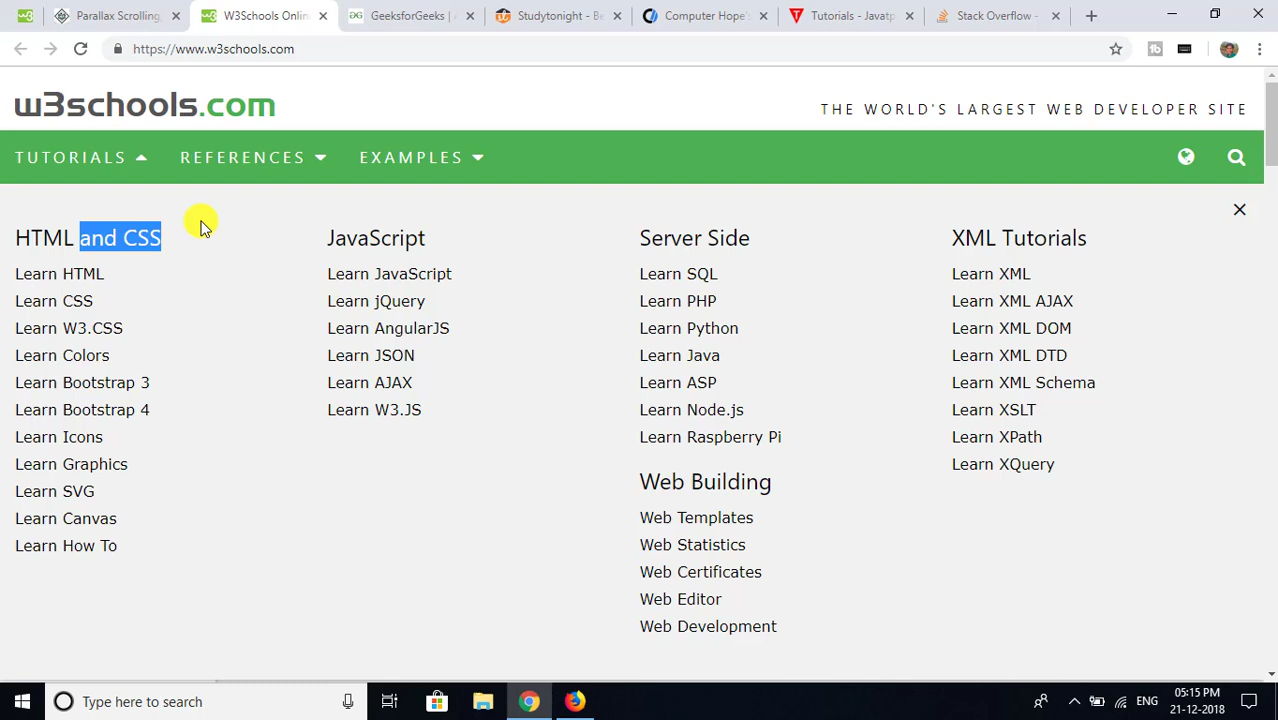 Parallax Scrolling,
W3Schools Onlin
GeeksforGeeks | A
Studytonight - Be
Computer Hope's
Tutorials - Javatp
Stack Overflow -
https://www.w3schools.com
w3schools.com
THE WORLD'S LARGEST WEB DEVELOPER SITE
TUTORIALS
REFERENCES
EXAMPLES
HTML and CSS
Learn HTML
Learn CSS
Learn W3.CSS
Learn Colors
Learn Bootstrap 3
Learn Bootstrap 4
Learn Icons
Learn Graphics
Learn SVG
Learn Canvas
Learn How To
JavaScript
Learn JavaScript
Learn jQuery
Learn AngularJS
Learn JSON
Learn AJAX
Learn W3.JS
Server Side
Learn SQL
Learn PHP
Learn Python
Learn Java
Learn ASP
Learn Node.js
Learn Raspberry Pi
Web Building
Web Templates
Web Statistics
Web Certificates
Web Editor
Web Development
XML Tutorials
Learn XML
Learn XML AJAX
Learn XML DOM
Learn XML DTD
Learn XML Schema
Learn XSLT
Learn XPath
Learn XQuery
Type here to search
ENG
05:15 PM
21-12-2018